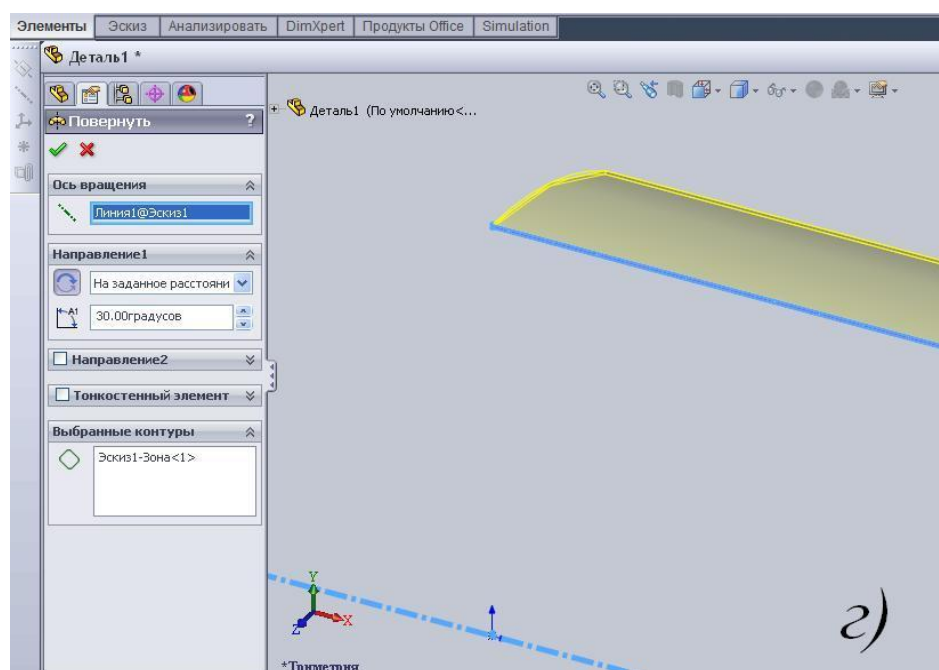 Элементы Эскиз Анализировать DimXpert Продукты Office Simulation
Деталь1 *
Повернуть ?
Деталь1 (По умолчанию<...
Ось вращения
Линия1@Эскиз1
Направление1
На заданное расстояни
A1
30.00градусов
Направление2
Тонкостенный элемент
Выбранные контуры
Эскиз1-Зона<1>
Y
X
Z
*Триметрия
г)